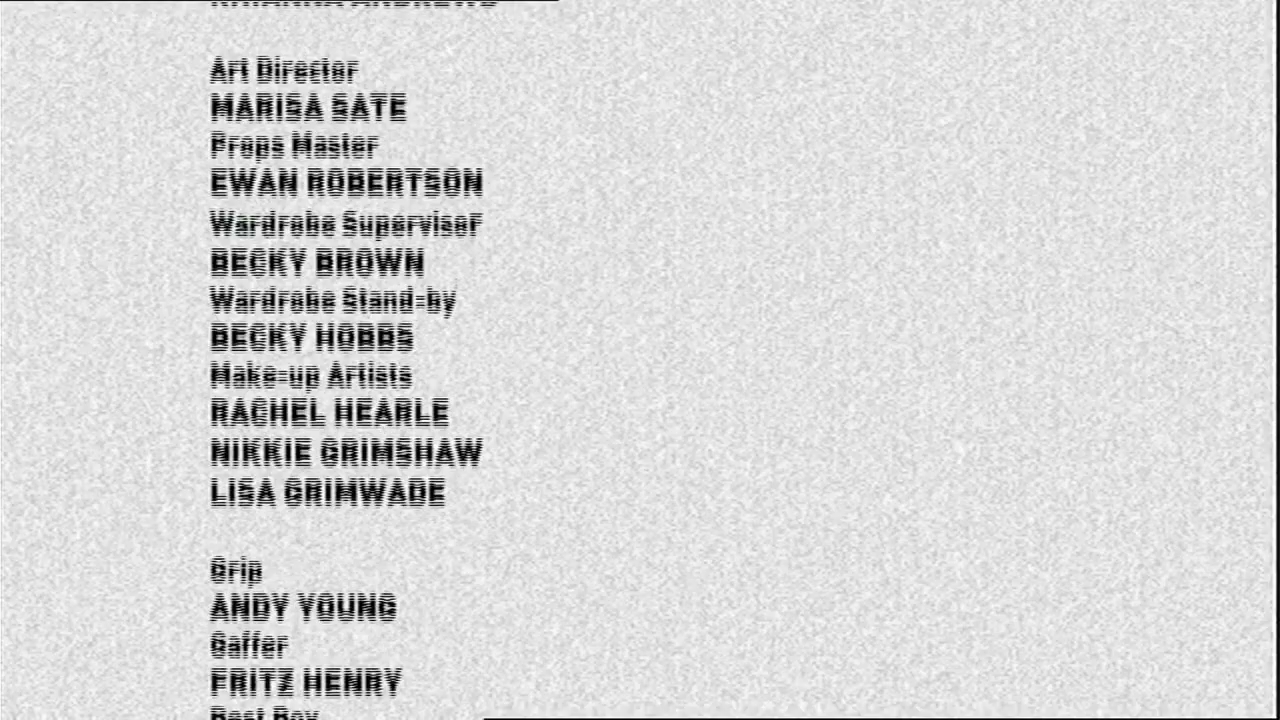 Art Director
MARISA SATE
Props Master
EWAN ROBERTSON
Wardrobe Supervisor
BECKY BROWN
Wardrobe Stand-by
BECKY HOBBS
Make-up Artists
RACHEL HEARLE
NIKKIE GRIMSHAW
LISA GRIMWADE
Grip
ANDY YOUNG
Gaffer
FRITZ HENRY
Best Boy